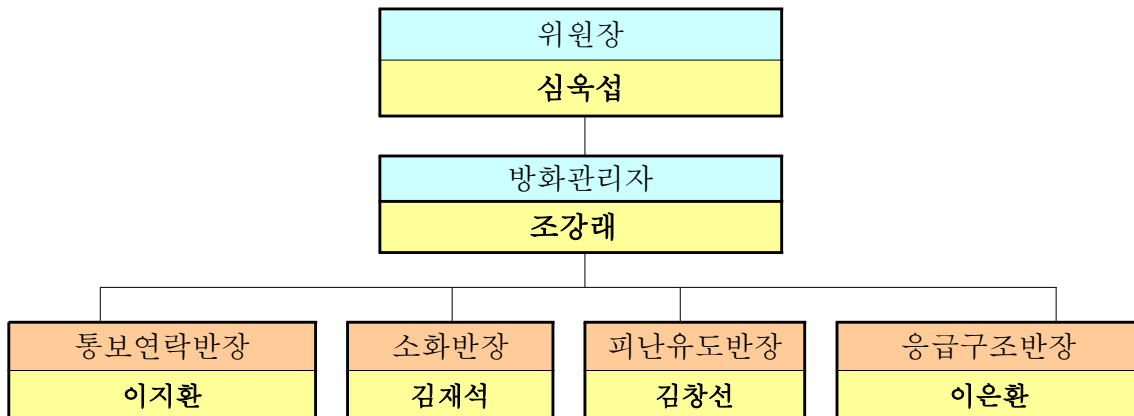 위원장
심욱섭
방화관리자
조강래
통보연락반장
이지환
소화반장
김재석
피난유도반장
김창선
응급구조반장
이은환